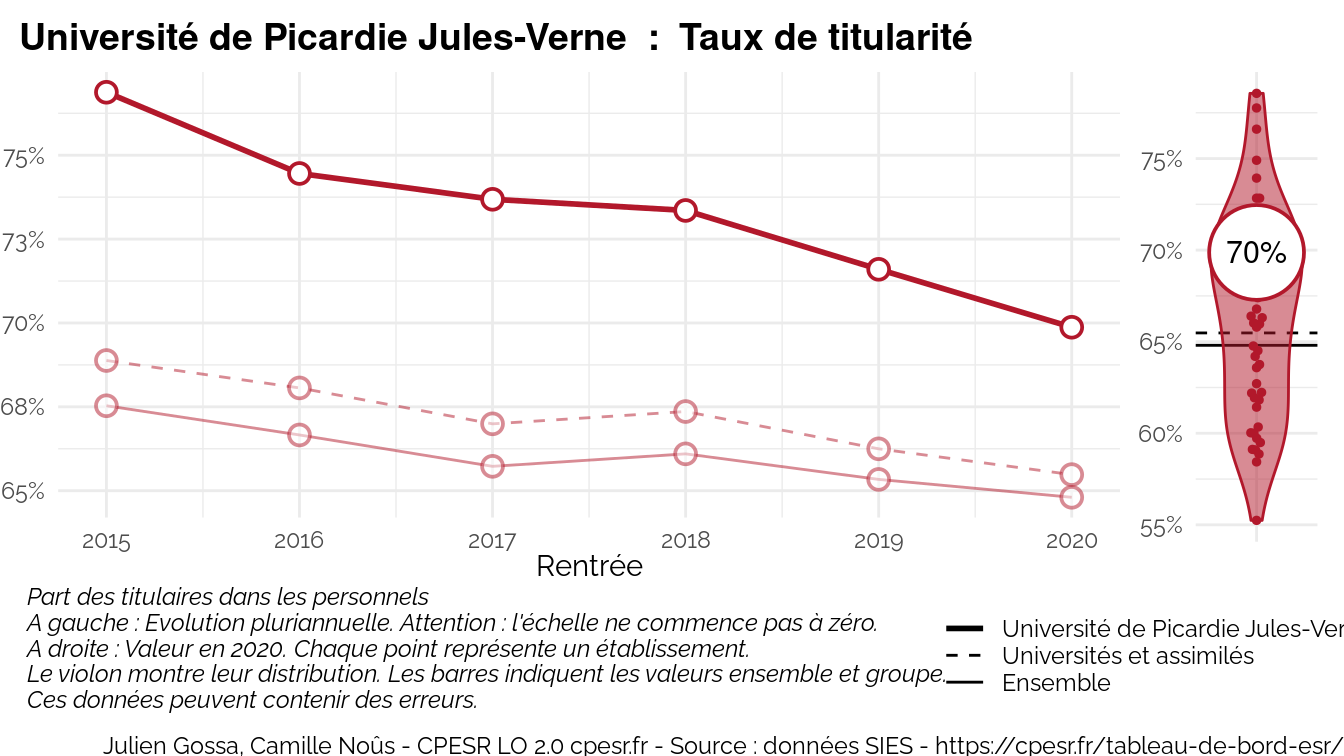 Université de Picardie Jules-Verne : Taux de titularité
75%
73%
70%
68%
65%
2015 2016 2017 2018 2019 2020
Rentrée
75%
70%
65%
60%
55%
70%
Part des titulaires dans les personnels
A gauche : Evolution pluriannuelle. Attention : l'échelle ne commence pas à zéro.
A droite : Valeur en 2020. Chaque point représente un établissement.
Le violon montre leur distribution. Les barres indiquent les valeurs ensemble et groupe.
Ces données peuvent contenir des erreurs.
Université de Picardie Jules-Ver
Universités et assimilés
Ensemble
Julien Gossa, Camille Noûs - CPESR LO 2.0 cpesr.fr - Source : données SIES - https://cpesr.fr/tableau-de-bord-esr/